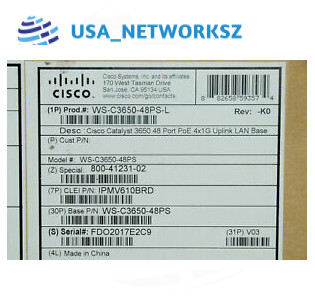 USA_NETWORKSZ
CISCO
Cisco Systems, Inc. and its affiliates
170 West Tasman Drive
San Jose, CA 95134 USA
www.cisco.com/go/contacts
(1P) Prod.#: WS-C3650-48PS-L
Rev: -K0
Desc : Cisco Catalyst 3650 48 Port PoE 4x1G Uplink LAN Base
(P) Cust P/N:
Model #: WS-C3650-48PS
(Z) Special: 800-41231-02
(7P) CLEI P/N: IPMV610BRD
(30P) Base P/N: WS-C3650-48PS
(S) Serial#: FDO2017E2C9
(31P) V03
(4L) Made in China